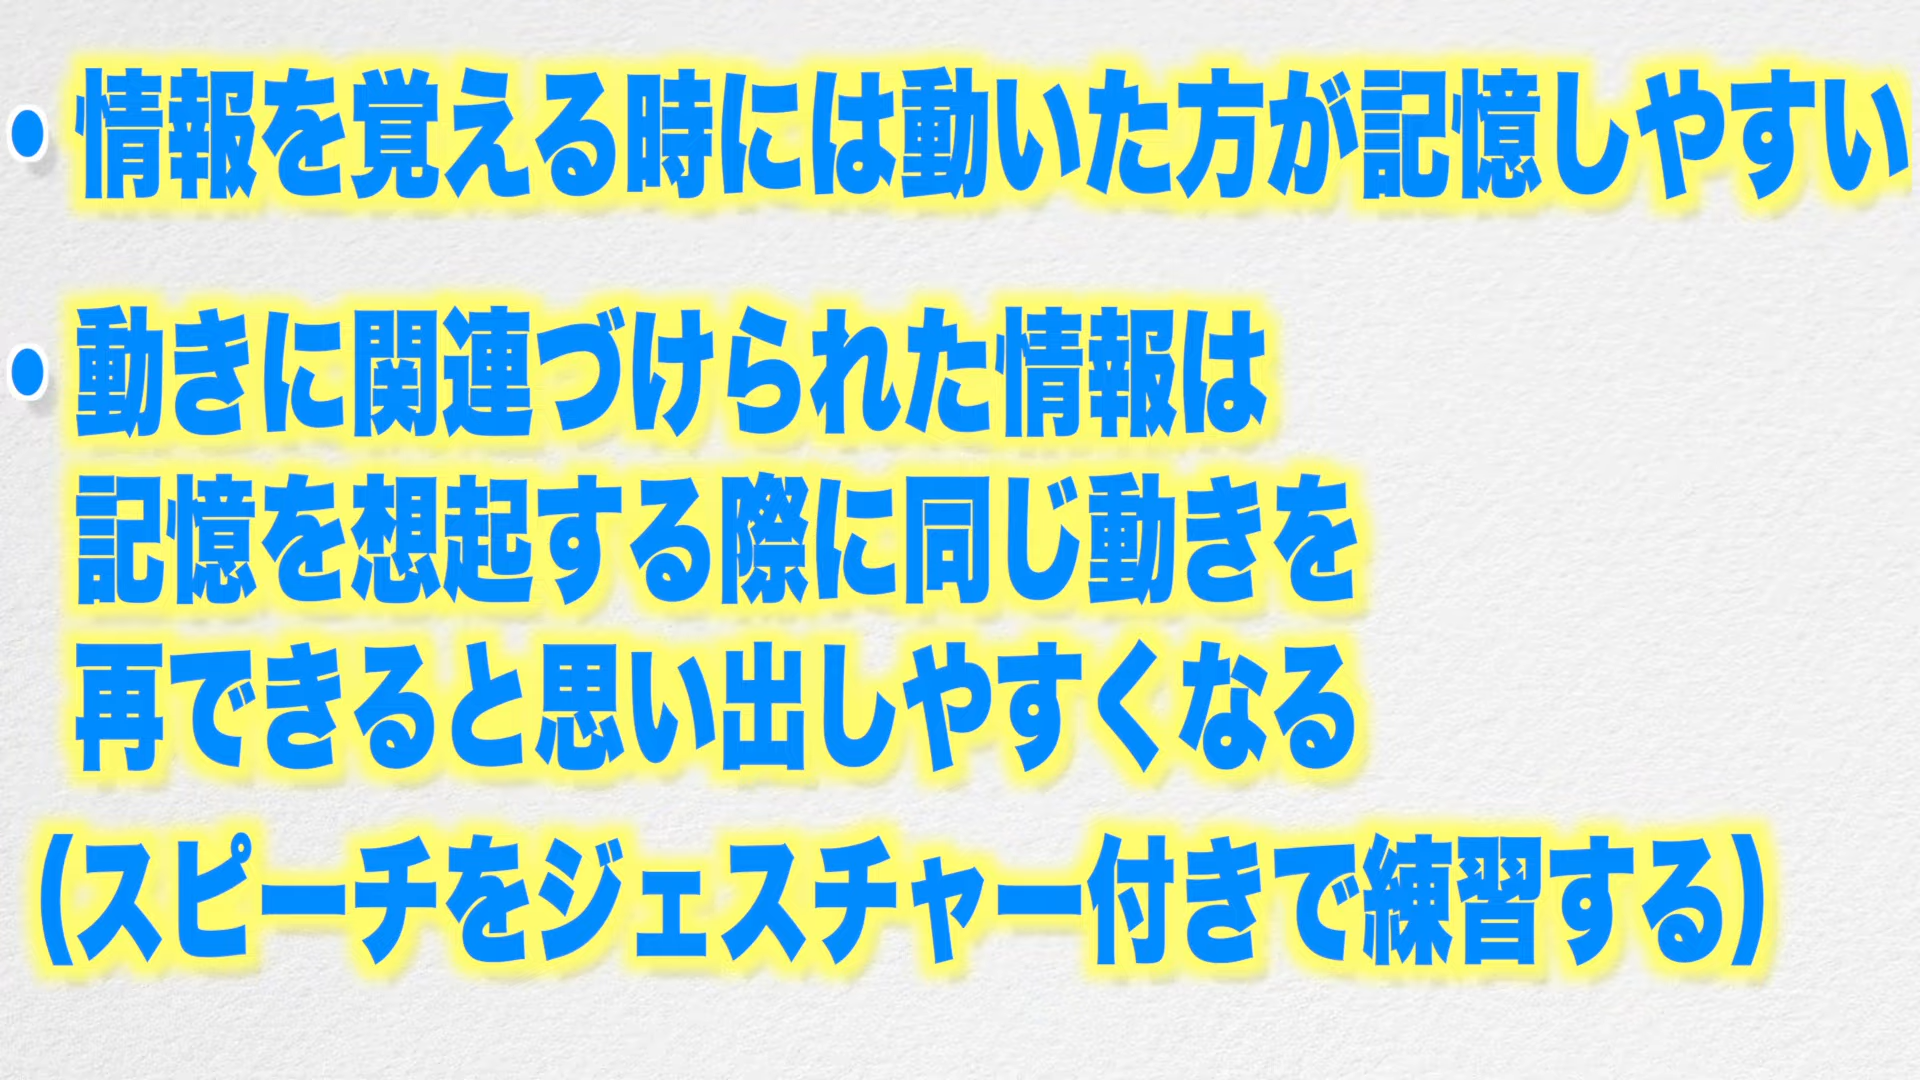 ・情報を覚える時には動いた方が記憶しやすい
・動きに関連づけられた情報は
記憶を想起する際に同じ動きを
再できると思い出しやすくなる
(スピーチをジェスチャー付きで練習する)